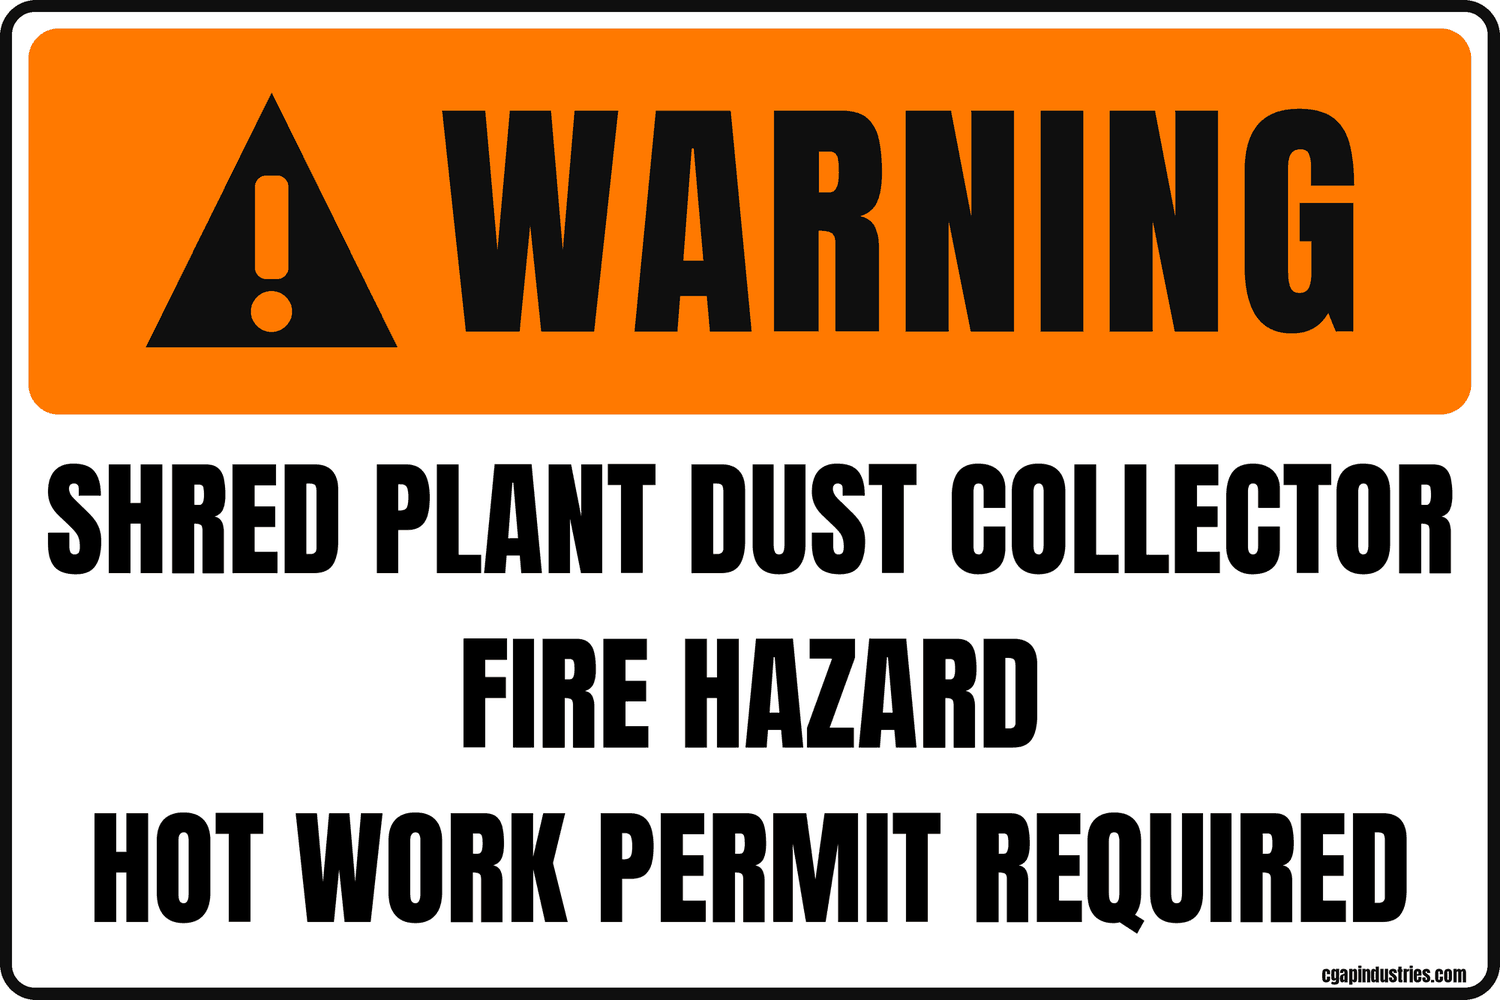 WARNING
SHRED PLANT DUST COLLECTOR
FIRE HAZARD
HOT WORK PERMIT REQUIRED
cgapindustries.com